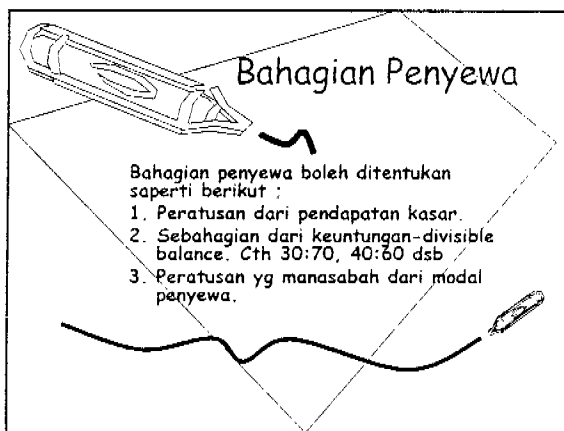 Bahagian Penyewa
Bahagian penyewa boleh ditentukan
saperti berikut :
1. Peratusan dari pendapatan kasar.
2. Sebahagian dari keuntungan-divisible
balance. Cth 30:70, 40:60 dsb
3. Peratusan yg manasabah dari modal
penyewa.